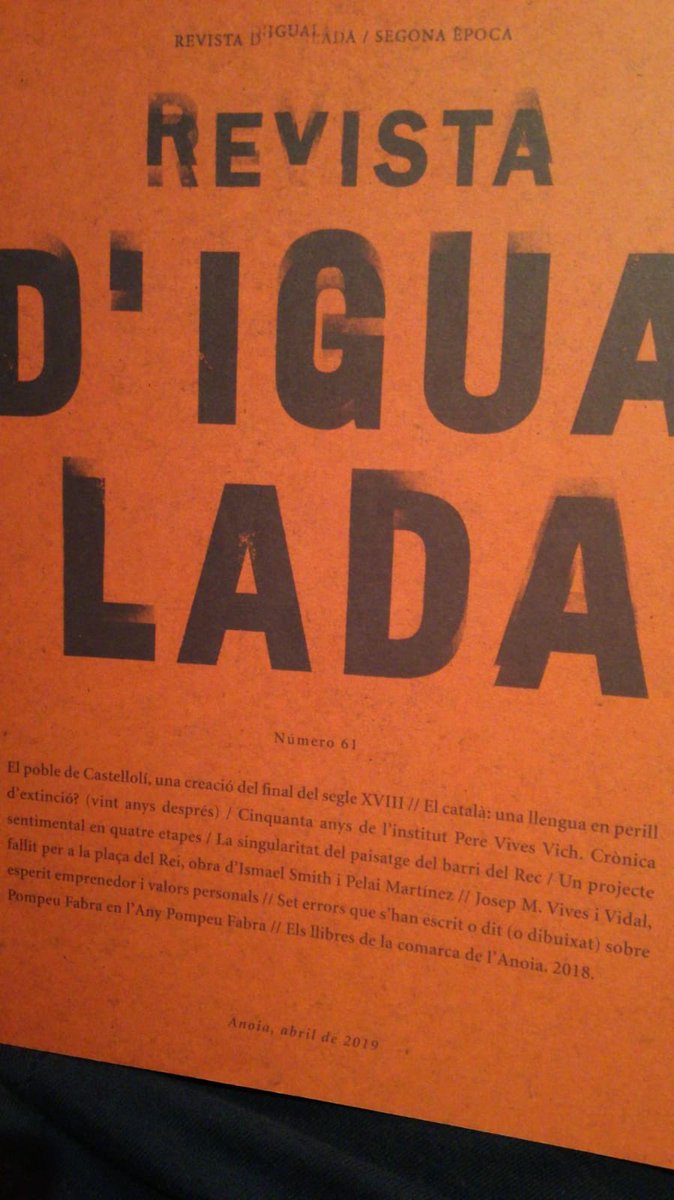 REVISTA D'IGUALADA / SEGONA ÈPOCA
REVISTA
D'IGUA
LADA
Número 61
El poble de Castellolí, una creació del final del segle XVIII // El català: una llengua en perill
d'extinció? (vint anys després) / Cinquanta anys de l'institut Pere Vives Vich. Crònica
sentimental en quatre etapes / La singularitat del paisatge del barri del Rec / Un projecte
fallit per a la plaça del Rei, obra d'Ismael Smith i Pelai Martínez // Josep M. Vives i Vidal,
esperit emprenedor i valors personals // Set errors que s'han escrit o dit (o dibuixat) sobre
Pompeu Fabra en l'Any Pompeu Fabra // Els llibres de la comarca de l'Anoia. 2018.
Anoia, abril de 2019